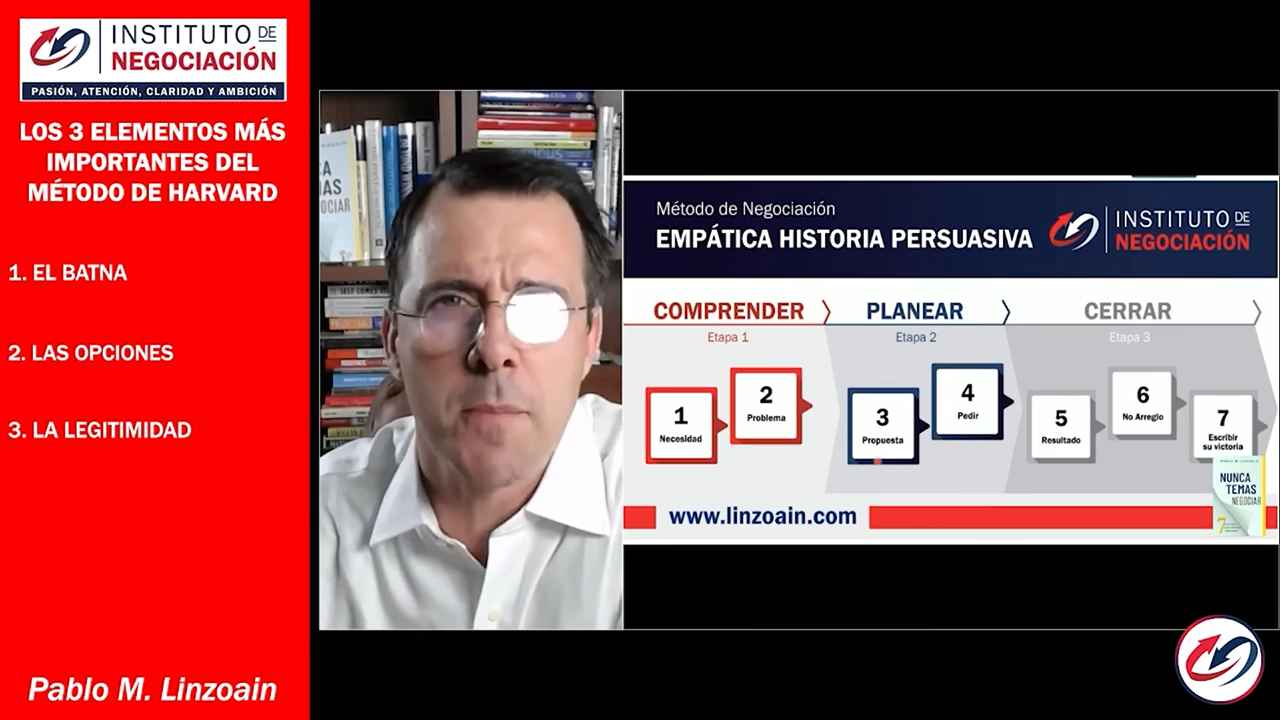 INSTITUTO DE
NEGOCIACIÓN
PASIÓN, ATENCIÓN, CLARIDAD Y AMBICIÓN
LOS 3 ELEMENTOS MÁS
IMPORTANTES DEL
MÉTODO DE HARVARD
1. EL BATNA
2. LAS OPCIONES
3. LA LEGITIMIDAD
Pablo M. Linzoain
Método de Negociación
EMPÁTICA HISTORIA PERSUASIVA
INSTITUTO DE
NEGOCIACIÓN
COMPRENDER
PLANEAR
CERRAR
Etapa 1
Etapa 2
Etapa 3
1
Necesidad
2
Problema
3
Propuesta
4
Pedir
5
Resultado
6
No Arreglo
7
Escribir
su victoria
www.linzoain.com
PABLO M. LINZOAIN
NUNCA
TEMAS
NEGOCIAR
7